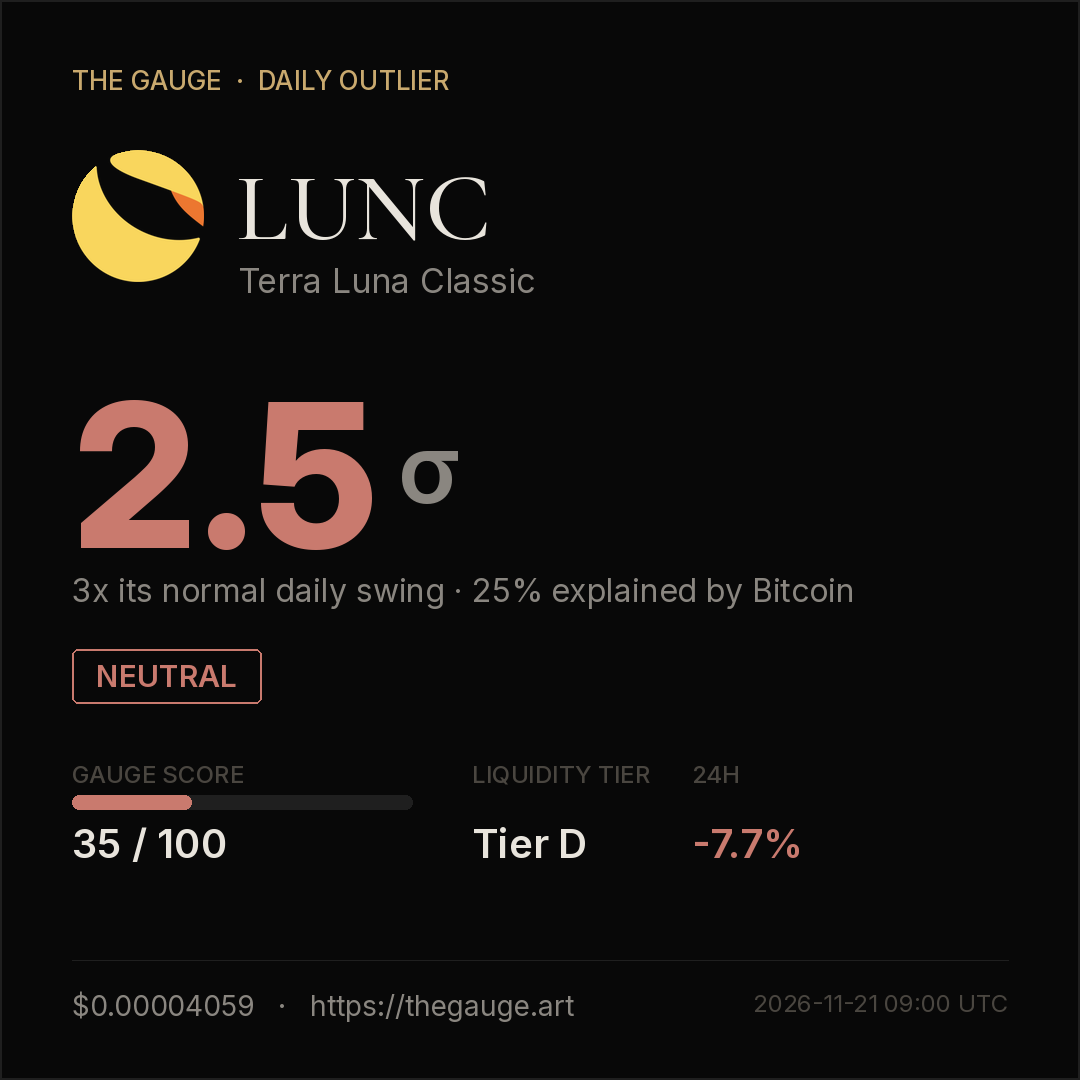 THE GAUGE · DAILY OUTLIER
LUNC
Terra Luna Classic
2.5 σ
3x its normal daily swing · 25% explained by Bitcoin
NEUTRAL
GAUGE SCORE LIQUIDITY TIER 24H
35 / 100 Tier D -7.7%
$0.00004059 · https://thegauge.art 2026-11-21 09:00 UTC